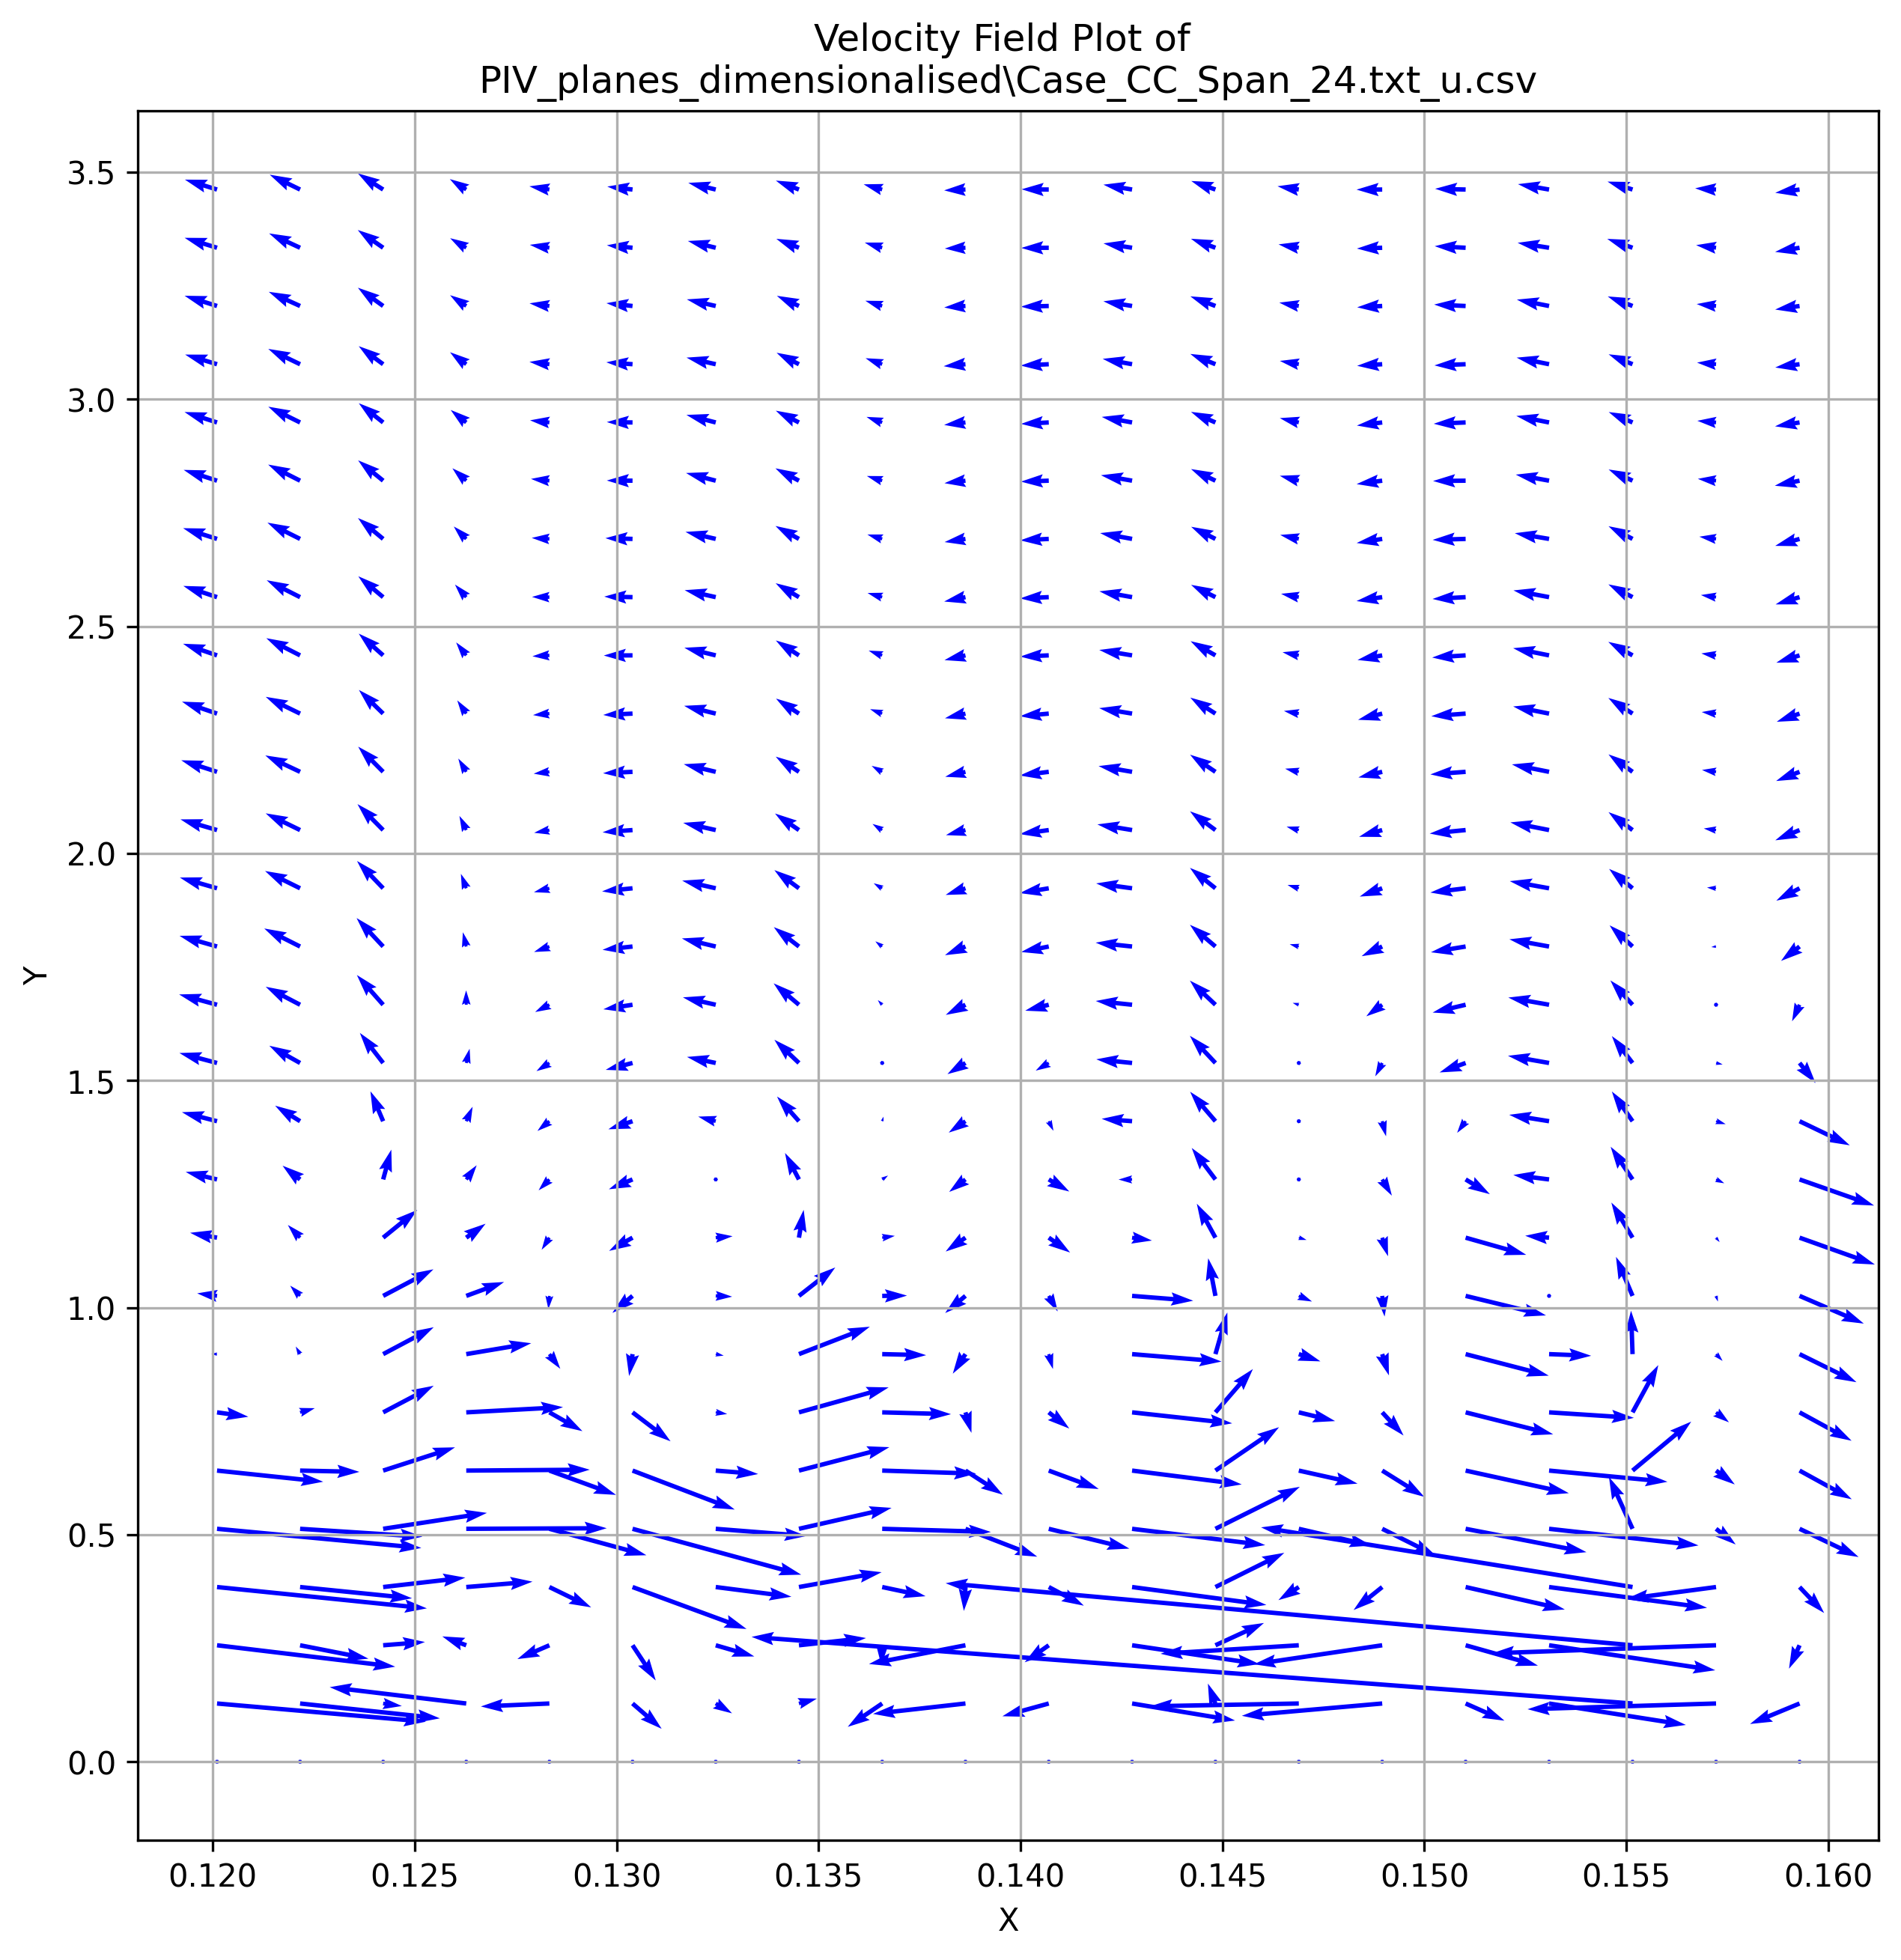 Velocity Field Plot of
PIV_planes_dimensionalised\Case_CC_Span_24.txt_u.csv
3.5
3.0
2.5
2.0
Y
1.5
1.0
0.5
0.0
0.120 0.125 0.130 0.135 0.140 0.145 0.150 0.155 0.160
X